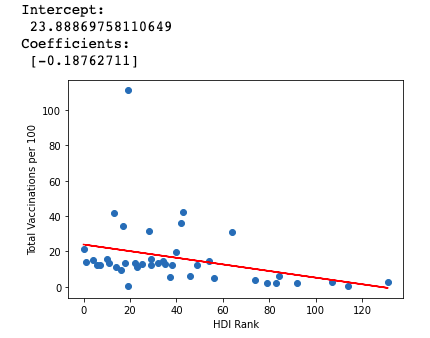 Intercept:
23.88869758110649
Coefficients:
[-0.18762711]
100
80
60
40
20
0
Total Vaccinations per 100
0 20 40 60 80 100 120
HDI Rank